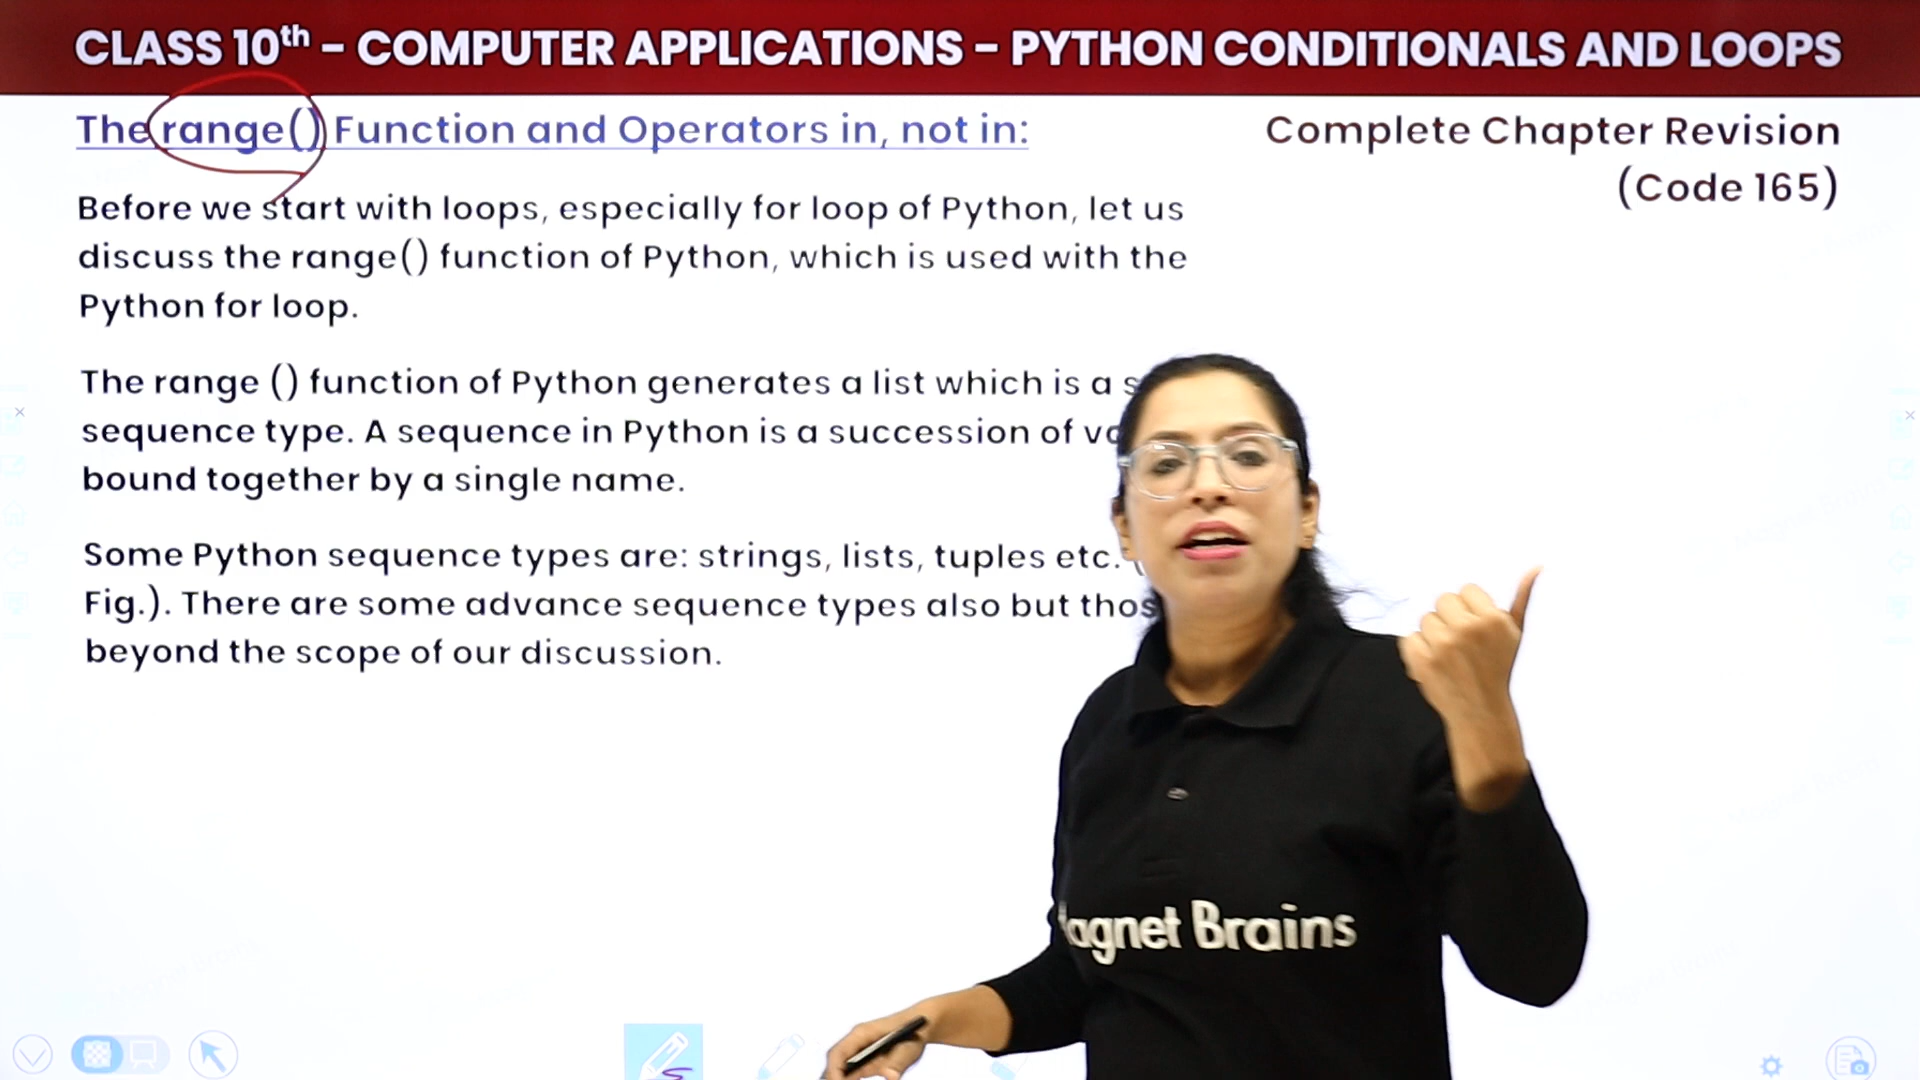 CLASS 10th – COMPUTER APPLICATIONS – PYTHON CONDITIONALS AND LOOPS
The range() Function and Operators in, not in:
Complete Chapter Revision
(Code 165)
Before we start with loops, especially for loop of Python, let us
discuss the range() function of Python, which is used with the
Python for loop.
The range () function of Python generates a list which is a
sequence type. A sequence in Python is a succession of
bound together by a single name.
Some Python sequence types are: strings, lists, tuples etc. (
Fig.). There are some advance sequence types also but
beyond the scope of our discussion.
agnet Brains